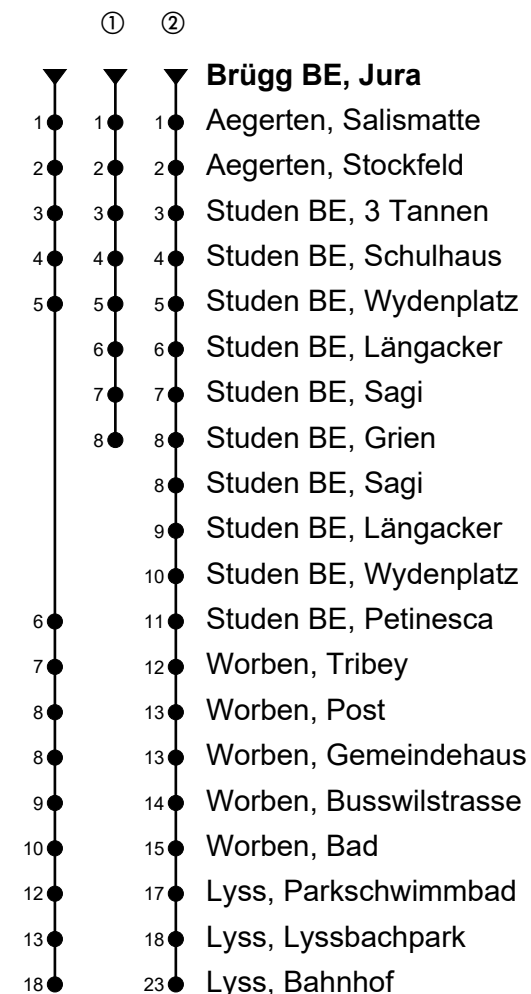 ① ②
Brügg BE, Jura
1 1 1 Aegerten, Salismatte
2 2 2 Aegerten, Stockfeld
3 3 3 Studen BE, 3 Tannen
4 4 4 Studen BE, Schulhaus
5 5 5 Studen BE, Wydenplatz
6 6 Studen BE, Längacker
7 7 Studen BE, Sagi
8 8 Studen BE, Grien
8 Studen BE, Sagi
9 Studen BE, Längacker
10 Studen BE, Wydenplatz
6 11 Studen BE, Petinesca
7 12 Worben, Tribey
8 13 Worben, Post
8 13 Worben, Gemeindehaus
9 14 Worben, Busswilstrasse
10 15 Worben, Bad
12 17 Lyss, Parkschwimmbad
13 18 Lyss, Lyssbachpark
18 23 Lyss, Bahnhof